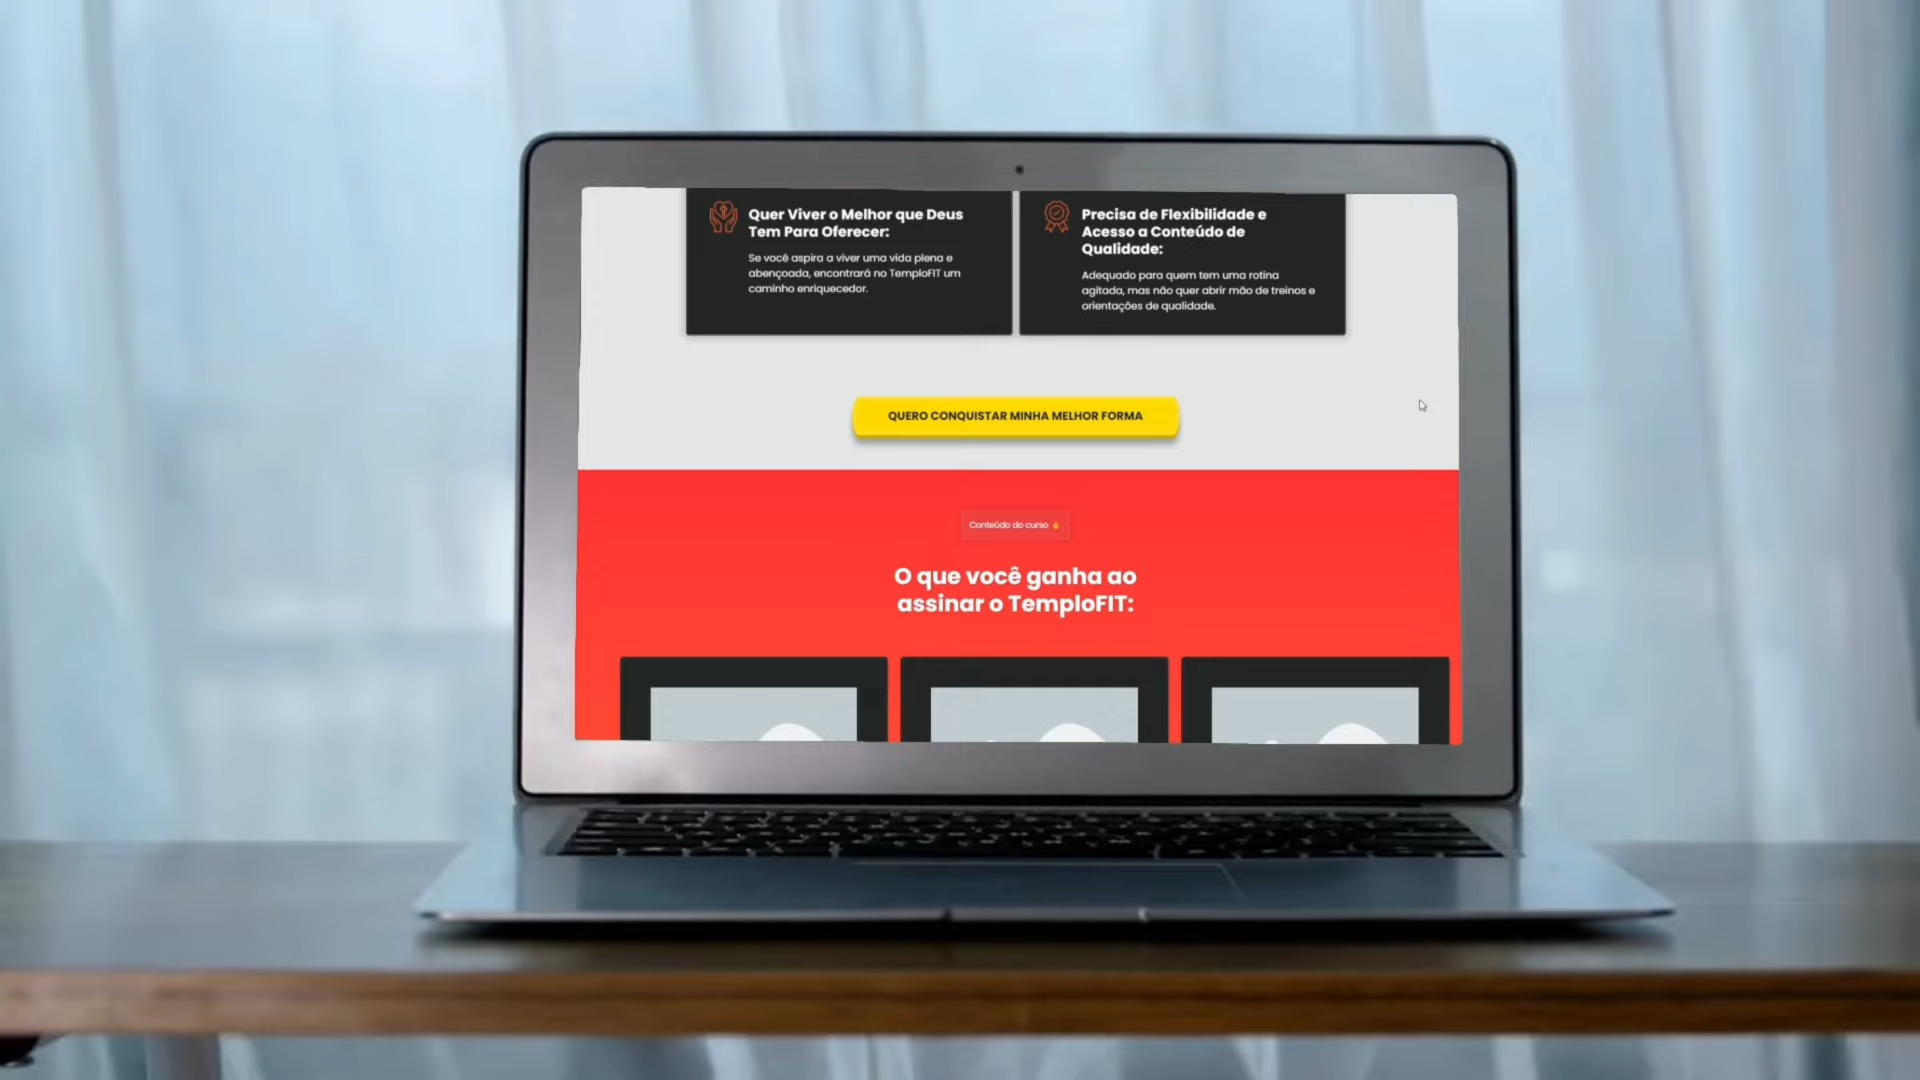 Quer Viver o Melhor que Deus
Tem Para Oferecer:
Se você aspira a viver uma vida plena e
abençoada, encontrará no TemploFIT um
caminho enriquecedor.
Precisa de Flexibilidade e
Acesso a Conteúdo de
Qualidade:
Adequado para quem tem uma rotina
agitada, mas não quer abrir mão de treinos e
orientações de qualidade.
QUERO CONQUISTAR MINHA MELHOR FORMA
Conteúdo do curso 🔥
O que você ganha ao
assinar o TemploFIT: